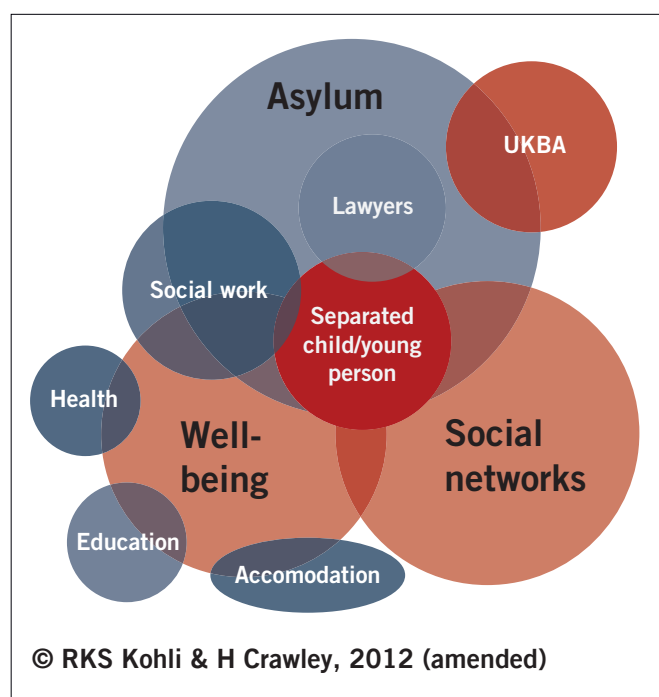 Asylum
UKBA
Lawyers
Social work
Separated
child/young
person
Health
Well-
being
Social
networks
Education
Accomodation
© RKS Kohli & H Crawley, 2012 (amended)